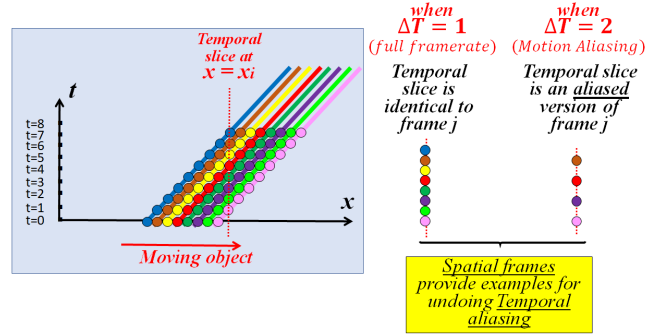 Temporal
slice at
x = xᵢ
t
t=8
t=7
t=6
t=5
t=4
t=3
t=2
t=1
t=0
x
Moving object
when
ΔT = 1
(full framerate)
Temporal
slice is
identical to
frame j
when
ΔT = 2
(Motion Aliasing)
Temporal slice
is an aliased
version of
frame j
Spatial frames
provide examples for
undoing Temporal
aliasing